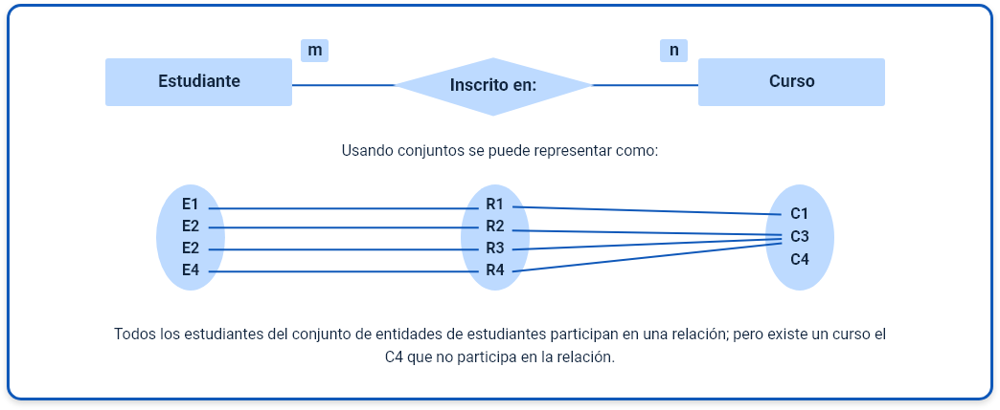 m
n
Estudiante
Inscrito en:
Curso
Usando conjuntos se puede representar como:
E1
E2
E2
E4
R1
R2
R3
R4
C1
C3
C4
Todos los estudiantes del conjunto de entidades de estudiantes participan en una relación; pero existe un curso el
C4 que no participa en la relación.